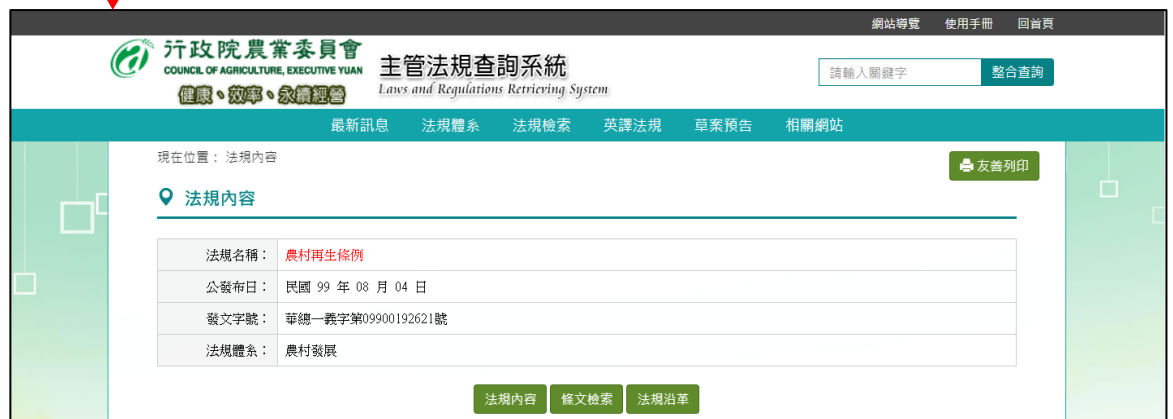 網站導覽 使用手冊 回首頁
行政院農業委員會
COUNCIL OF AGRICULTURE, EXECUTIVE YUAN
健康、效率、永續經營
主管法規查詢系統
Laws and Regulations Retrieving System
請輸入關鍵字 整合查詢
最新訊息 法規體系 法規檢索 英譯法規 草案預告 相關網站
現在位置： 法規內容
友善列印
法規內容
法規名稱： 農村再生條例
公發布日： 民國 99 年 08 月 04 日
發文字號： 華總一義字第09900192621號
法規體系： 農村發展
法規內容 條文檢索 法規沿革